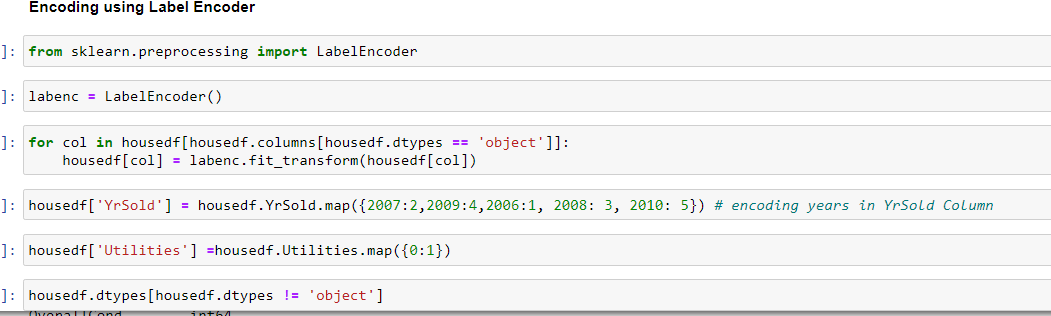 Encoding using Label Encoder
]: from sklearn.preprocessing import LabelEncoder
]: labenc = LabelEncoder()
]: for col in housedf[housedf.columns[housedf.dtypes == 'object']]:
housedf[col] = labenc.fit_transform(housedf[col])
]: housedf['YrSold'] = housedf.YrSold.map({2007:2,2009:4,2006:1, 2008: 3, 2010: 5}) # encoding years in YrSold Column
]: housedf['Utilities'] =housedf.Utilities.map({0:1})
]: housedf.dtypes[housedf.dtypes != 'object']
OverallCond int64